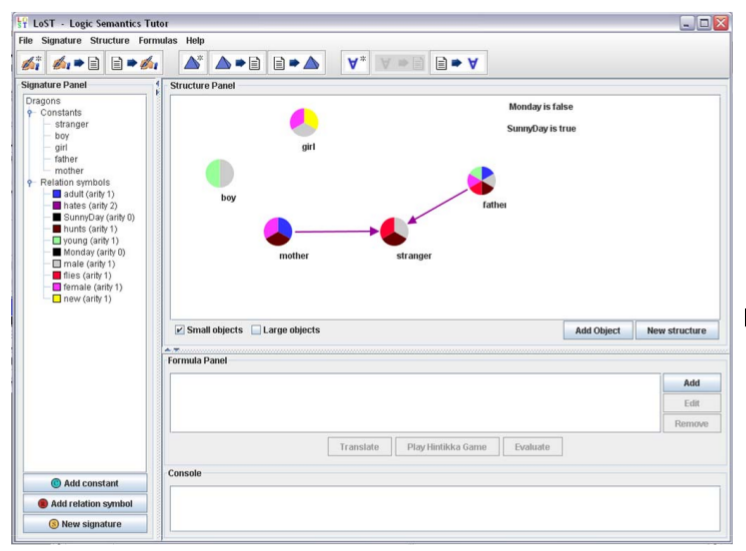 LoST - Logic Semantics Tutor
File Signature Structure Formulas Help
Signature Panel
Dragons
Constants
stranger
boy
girl
father
mother
Relation symbols
adult (arity 1)
hates (arity 2)
SunnyDay (arity 0)
hunts (arity 1)
young (arity 1)
Monday (arity 0)
male (arity 1)
flies (arity 1)
female (arity 1)
new (arity 1)
Add constant
Add relation symbol
New signature
Structure Panel
Monday is false
SunnyDay is true
girl
boy
father
mother
stranger
Small objects Large objects
Add Object New structure
Formula Panel
Add
Edit
Remove
Translate Play Hintikka Game Evaluate
Console